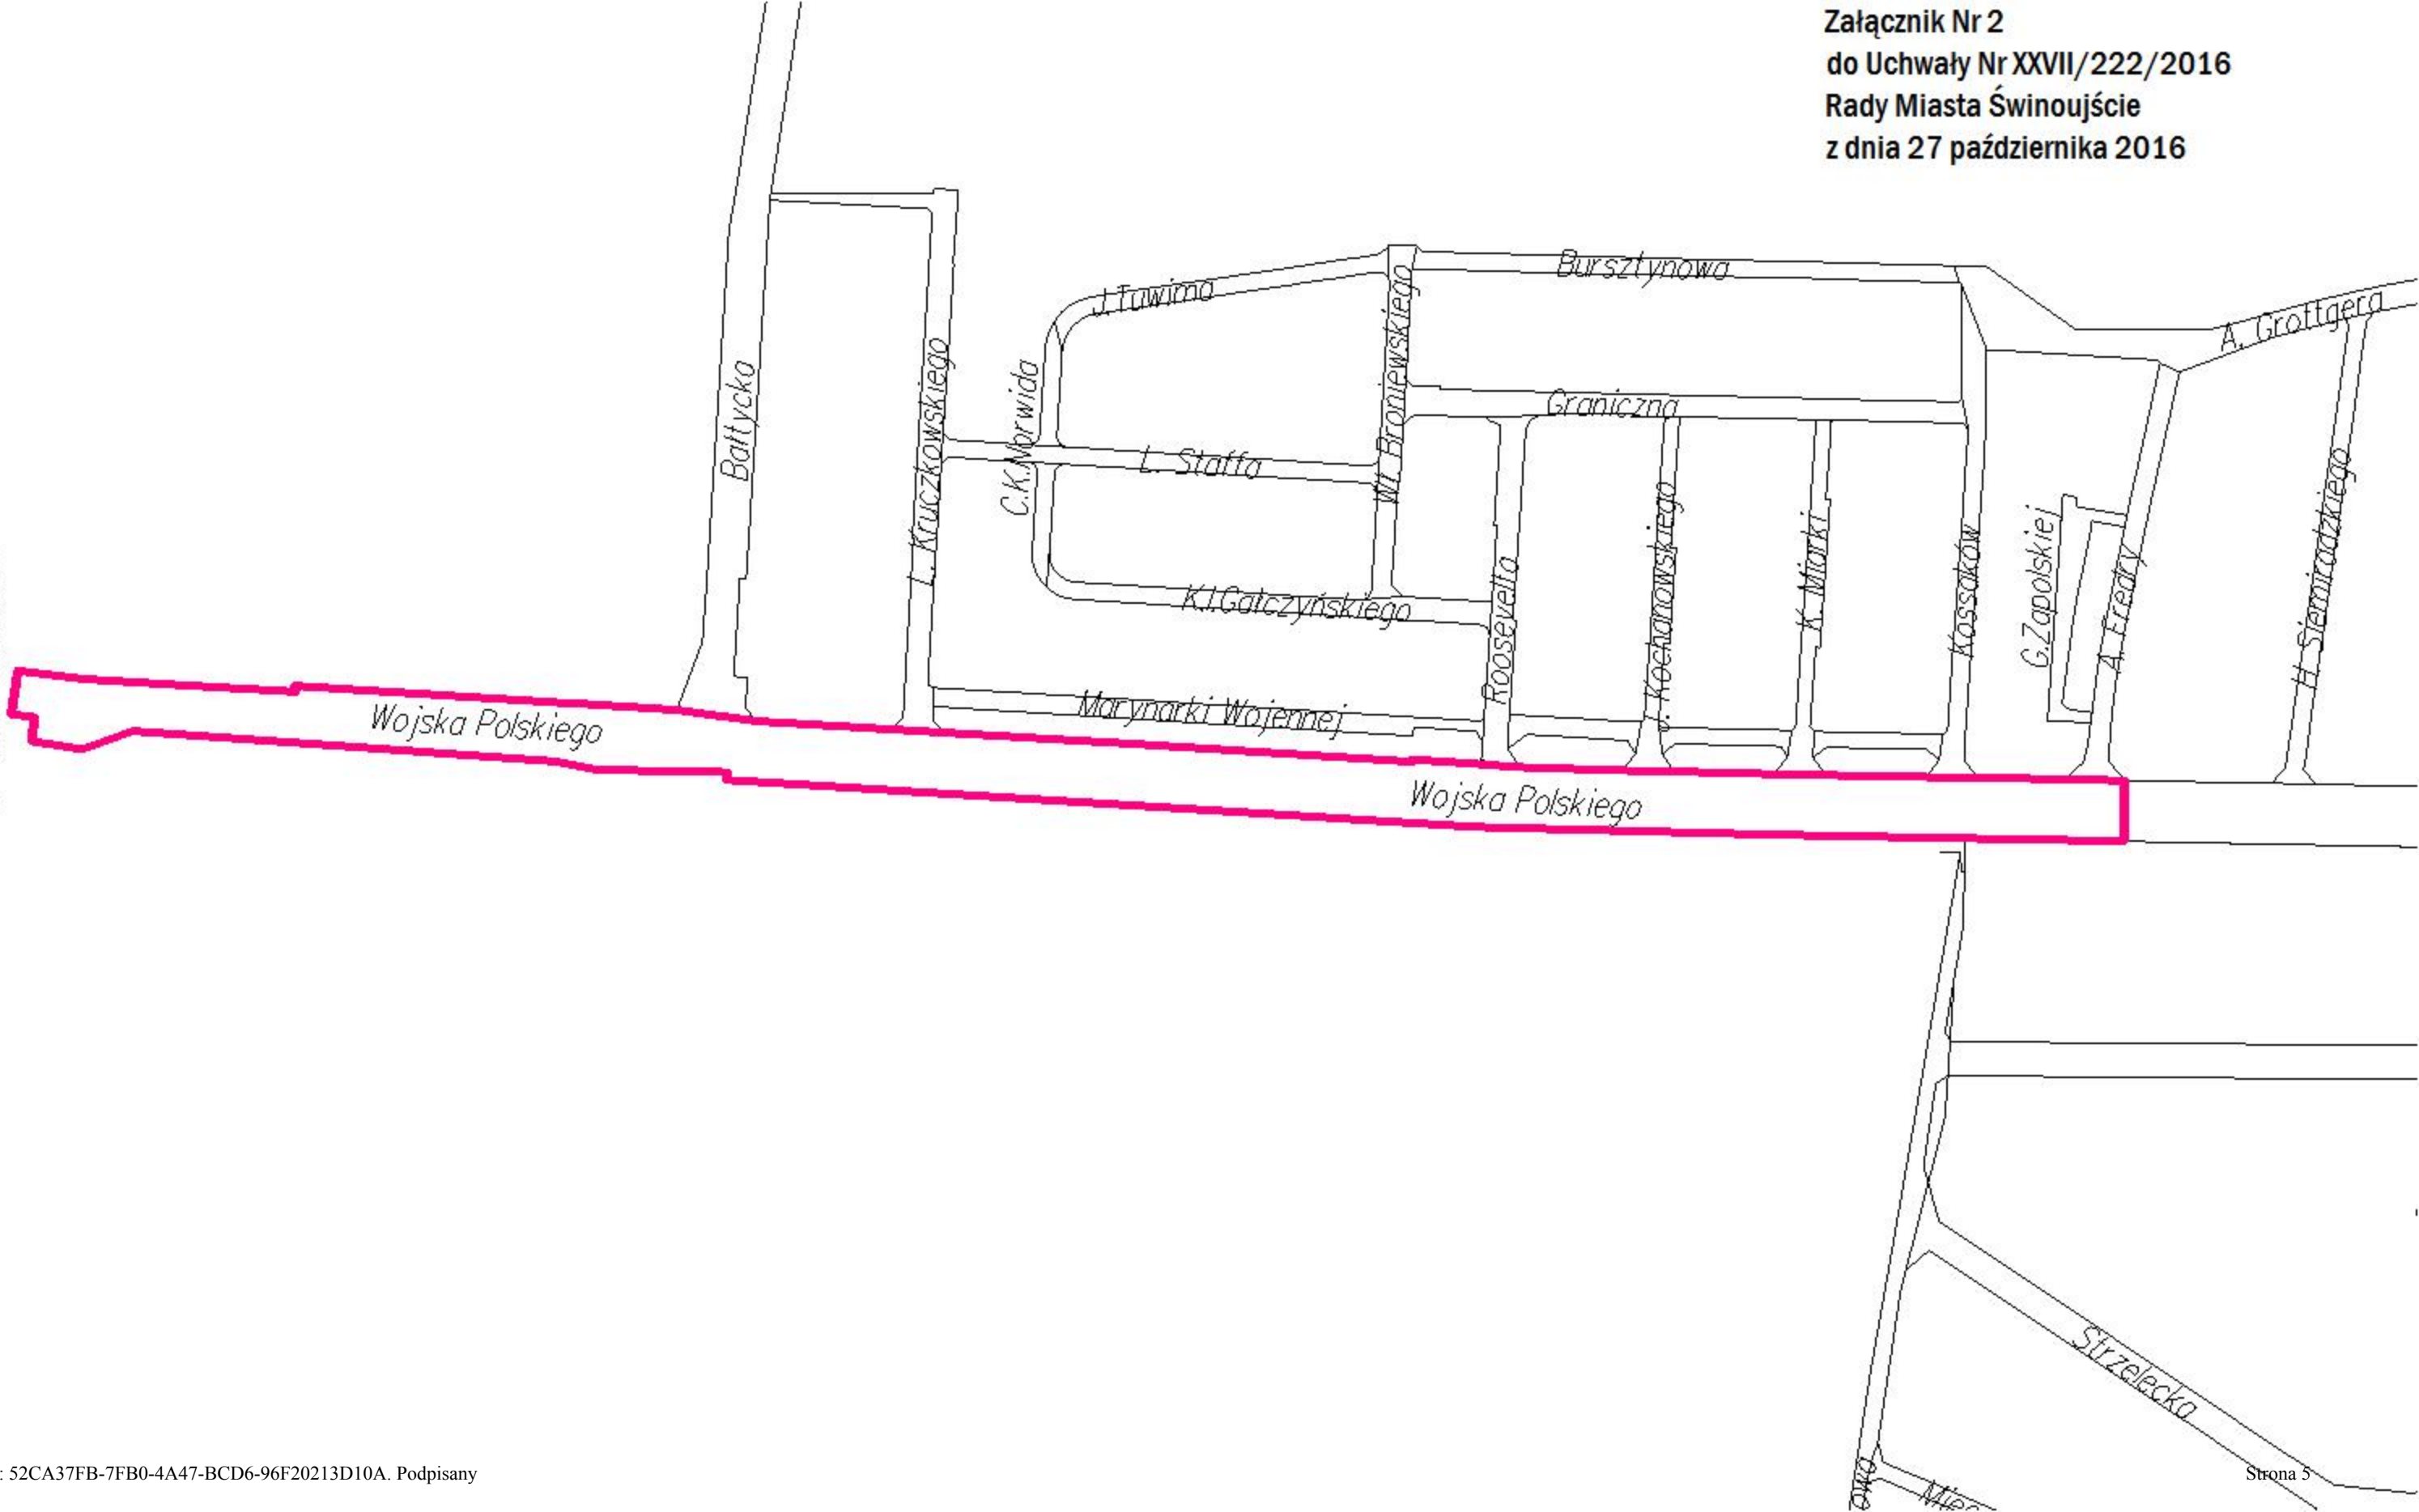 Załącznik Nr 2
do Uchwały Nr XXVII/222/2016
Rady Miasta Świnoujście
z dnia 27 października 2016
Bursztynowa
J.Tuwima
A. Grottgera
Bałtycka
L. Kruczkowskiego
C.K.Norwida
Wł. Broniewskiego
Graniczna
L. Staffa
K.I.Gałczyńskiego
Roosevelta
J. Kochanowskiego
K. Miarki
Kossaków
G.Zapolskiej
A. Fredry
H. Siemiradzkiego
Marynarki Wojennej
Wojska Polskiego
Wojska Polskiego
Strzelecka
: 52CA37FB-7FB0-4A47-BCD6-96F20213D10A. Podpisany
Strona 5